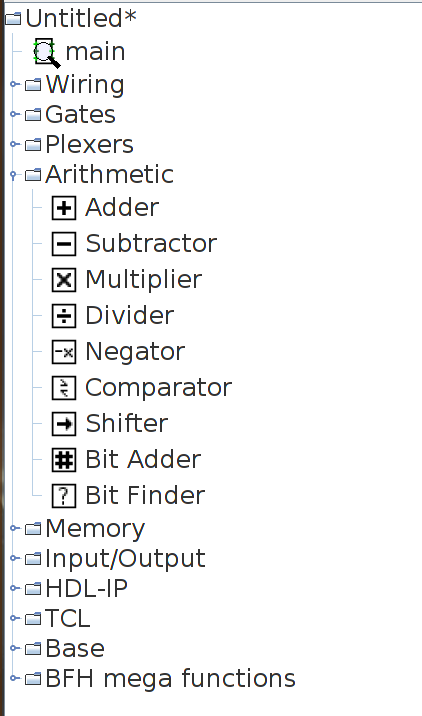 Untitled*
main
Wiring
Gates
Plexers
Arithmetic
Adder
Subtractor
Multiplier
Divider
-x Negator
Comparator
Shifter
# Bit Adder
? Bit Finder
Memory
Input/Output
HDL-IP
TCL
Base
BFH mega functions